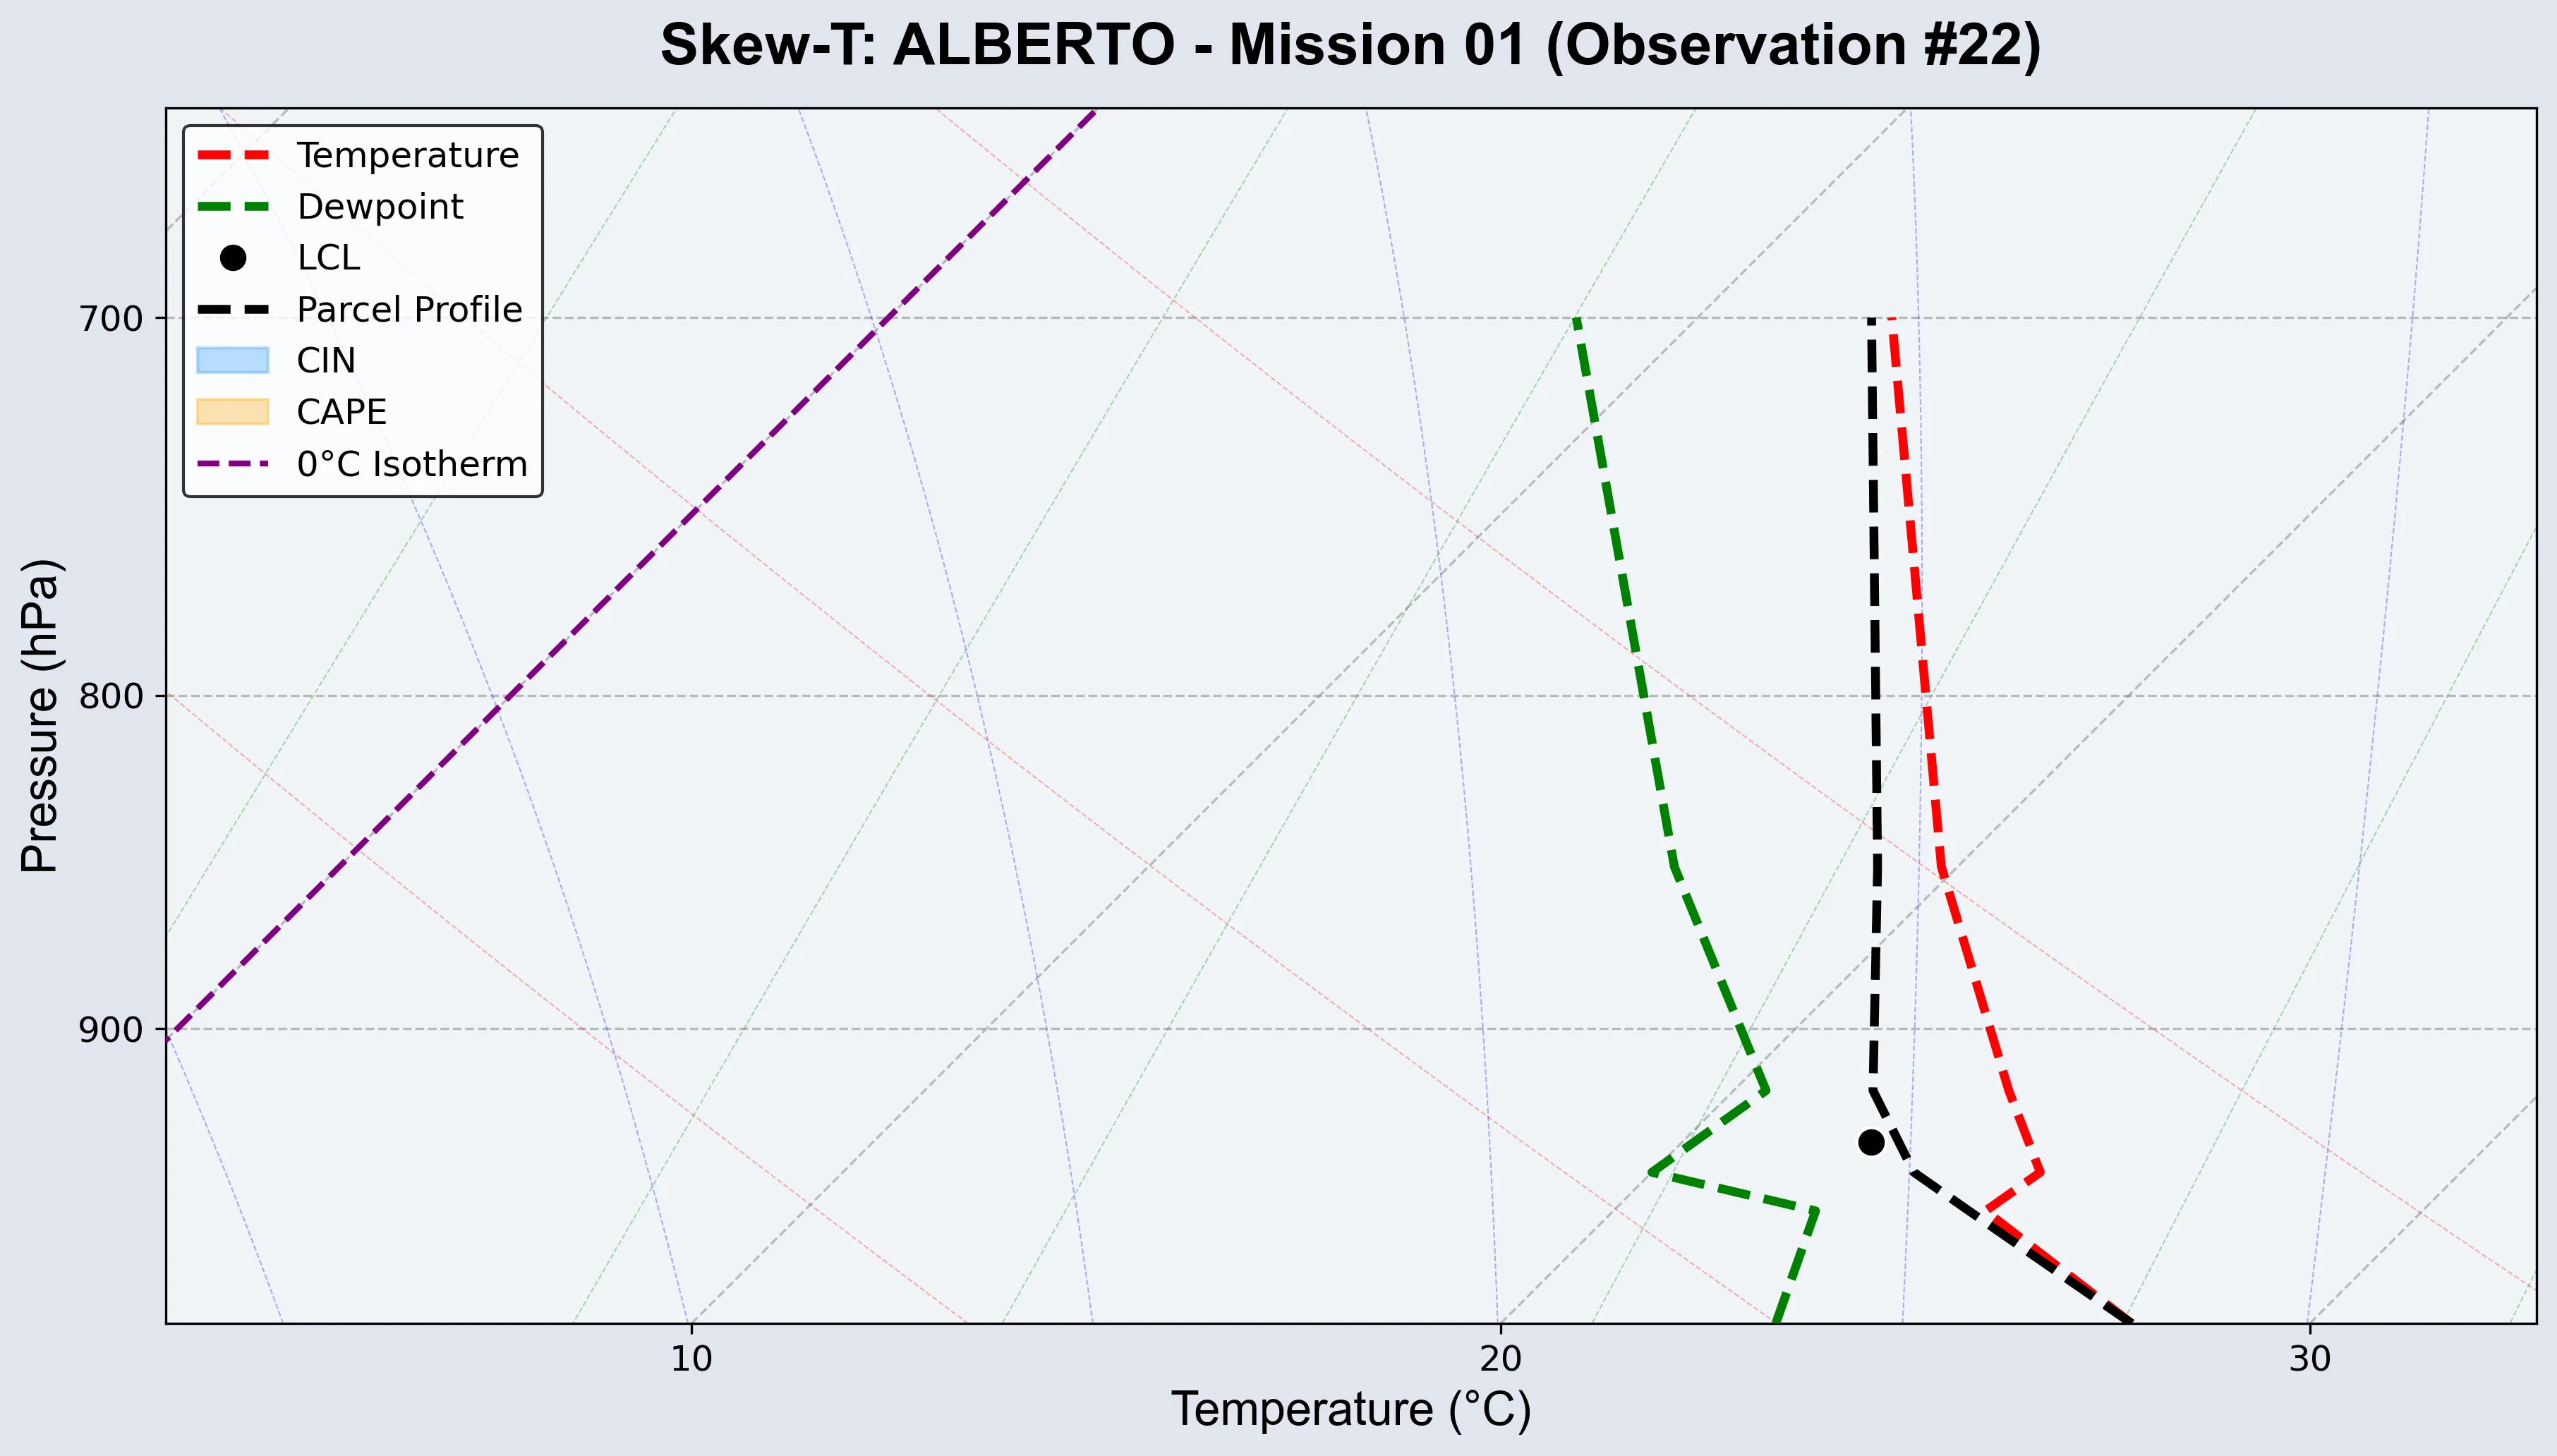 Skew-T: ALBERTO - Mission 01 (Observation #22)
Temperature
Dewpoint
LCL
Parcel Profile
CIN
CAPE
0°C Isotherm
700
800
900
Pressure (hPa)
10
20
30
Temperature (°C)